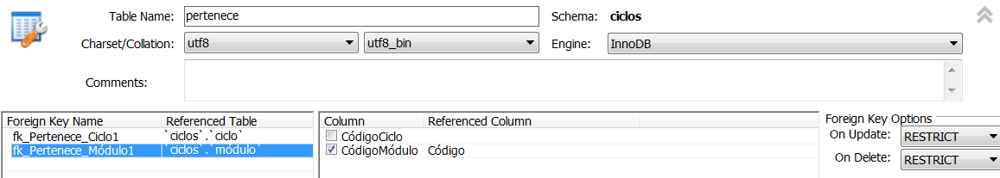 Table Name: pertenece Schema: ciclos
Charset/Collation: utf8 utf8_bin Engine: InnoDB
Comments:
Foreign Key Name Referenced Table Column Referenced Column Foreign Key Options
fk_Pertenece_Ciclo1 `ciclos`.`ciclo` CódigoCiclo On Update: RESTRICT
fk_Pertenece_Módulo1 `ciclos`.`módulo` CódigoMódulo Código On Delete: RESTRICT